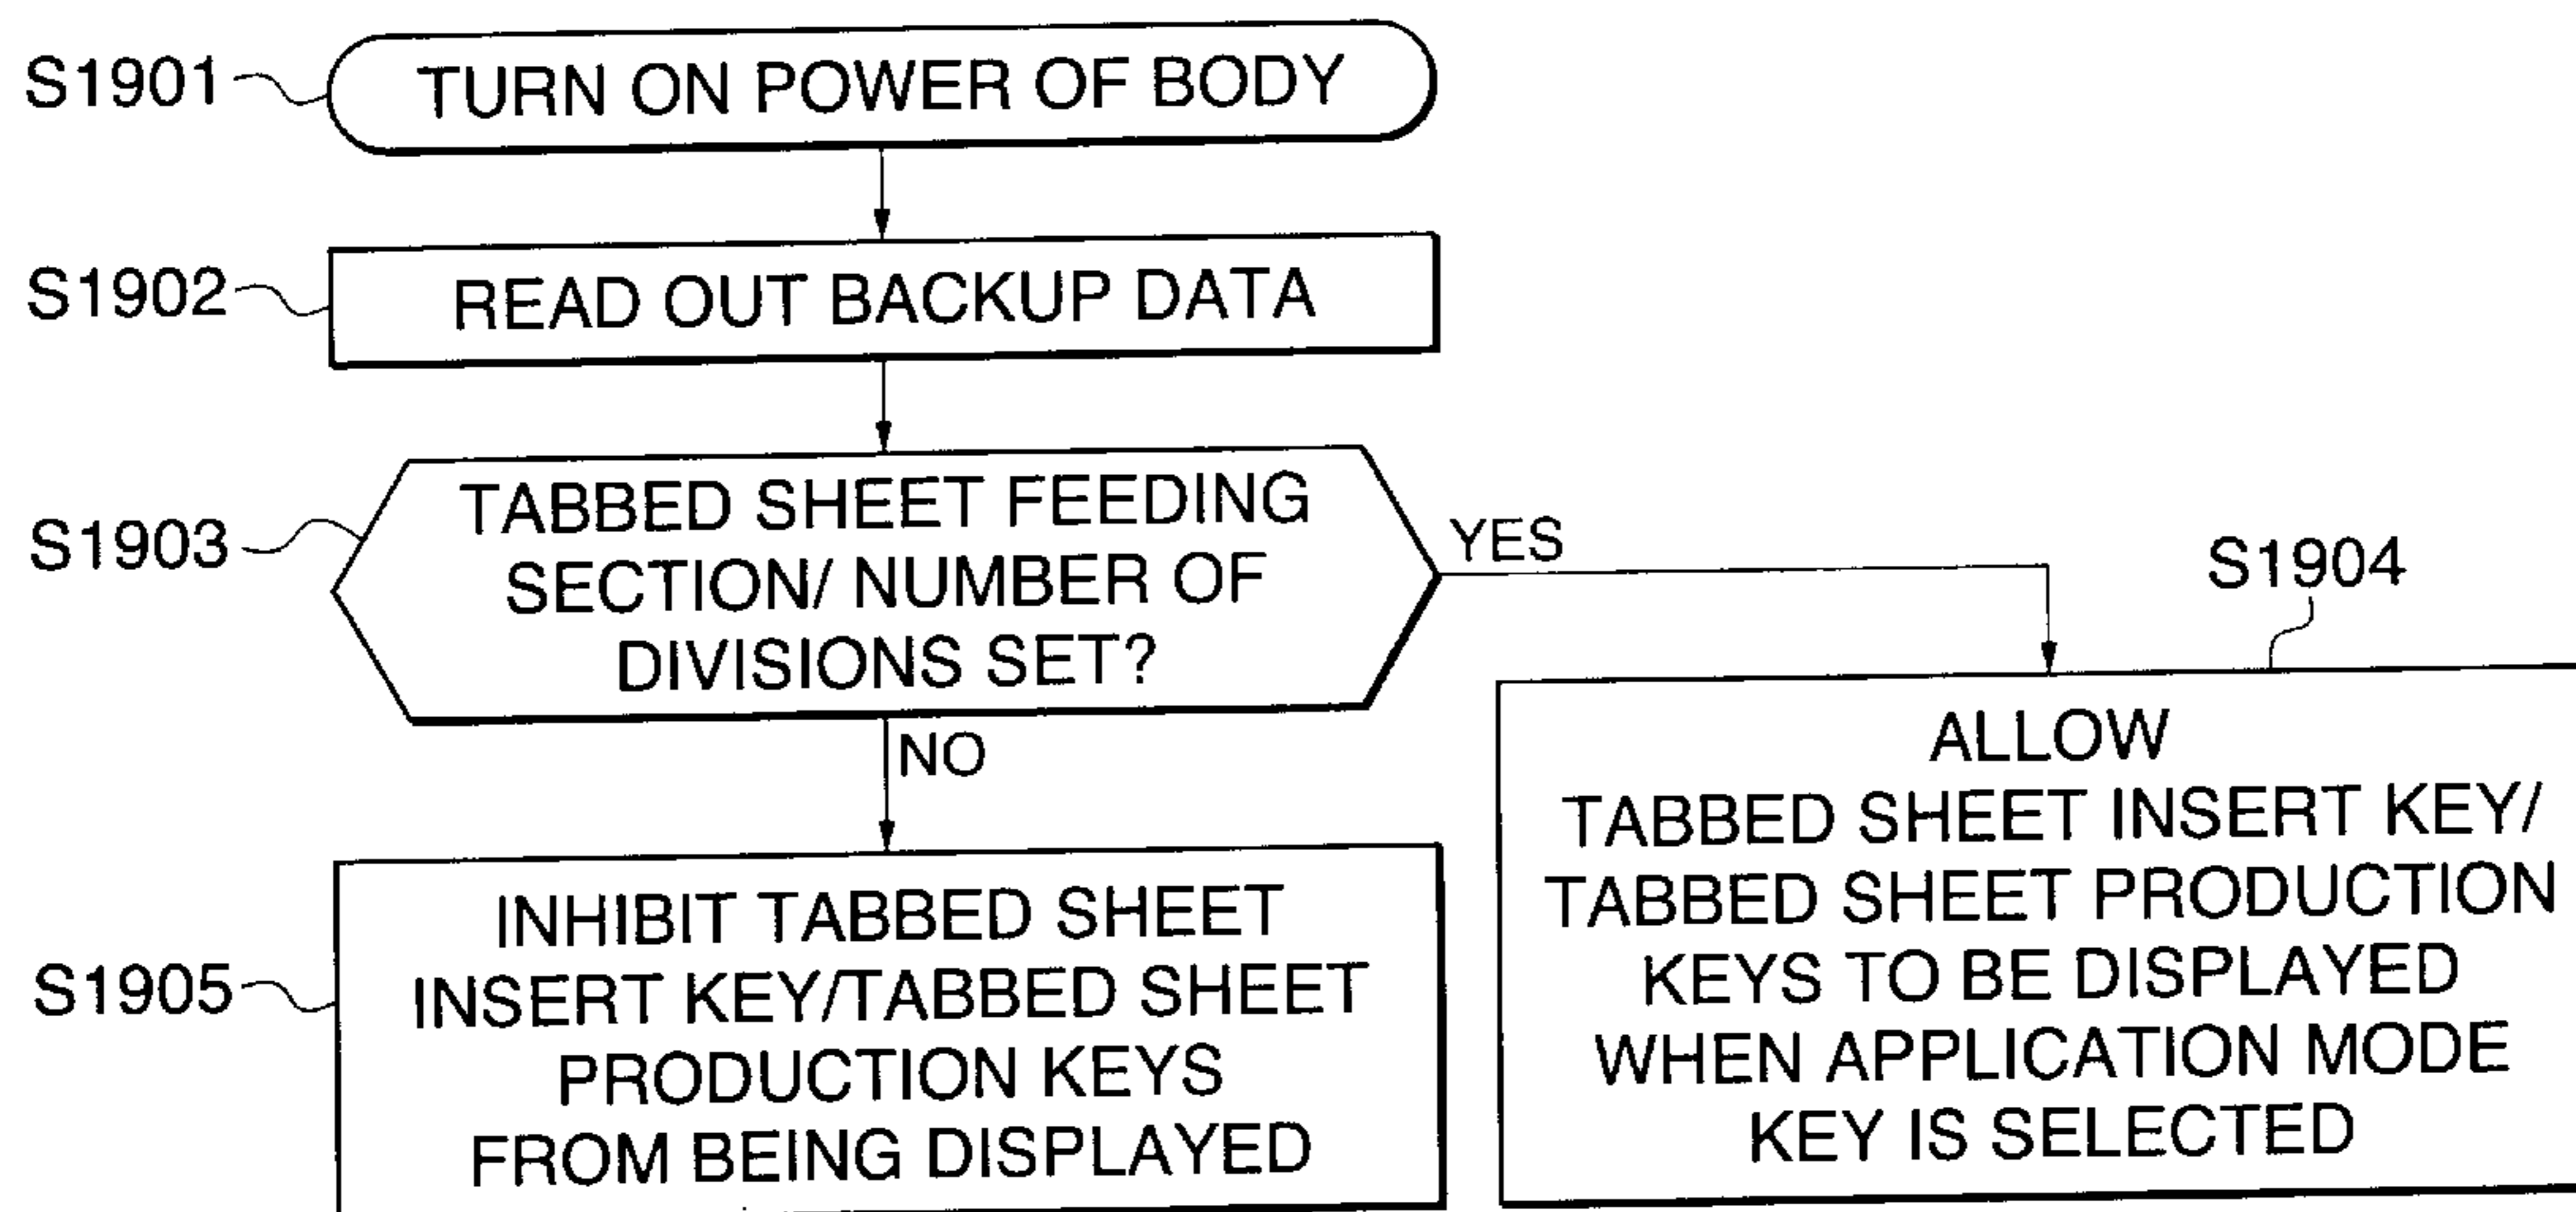 S1901
TURN ON POWER OF BODY
S1902
READ OUT BACKUP DATA
S1903
TABBED SHEET FEEDING
SECTION/ NUMBER OF
DIVISIONS SET?
YES
NO
S1904
ALLOW
TABBED SHEET INSERT KEY/
TABBED SHEET PRODUCTION
KEYS TO BE DISPLAYED
WHEN APPLICATION MODE
KEY IS SELECTED
S1905
INHIBIT TABBED SHEET
INSERT KEY/TABBED SHEET
PRODUCTION KEYS
FROM BEING DISPLAYED